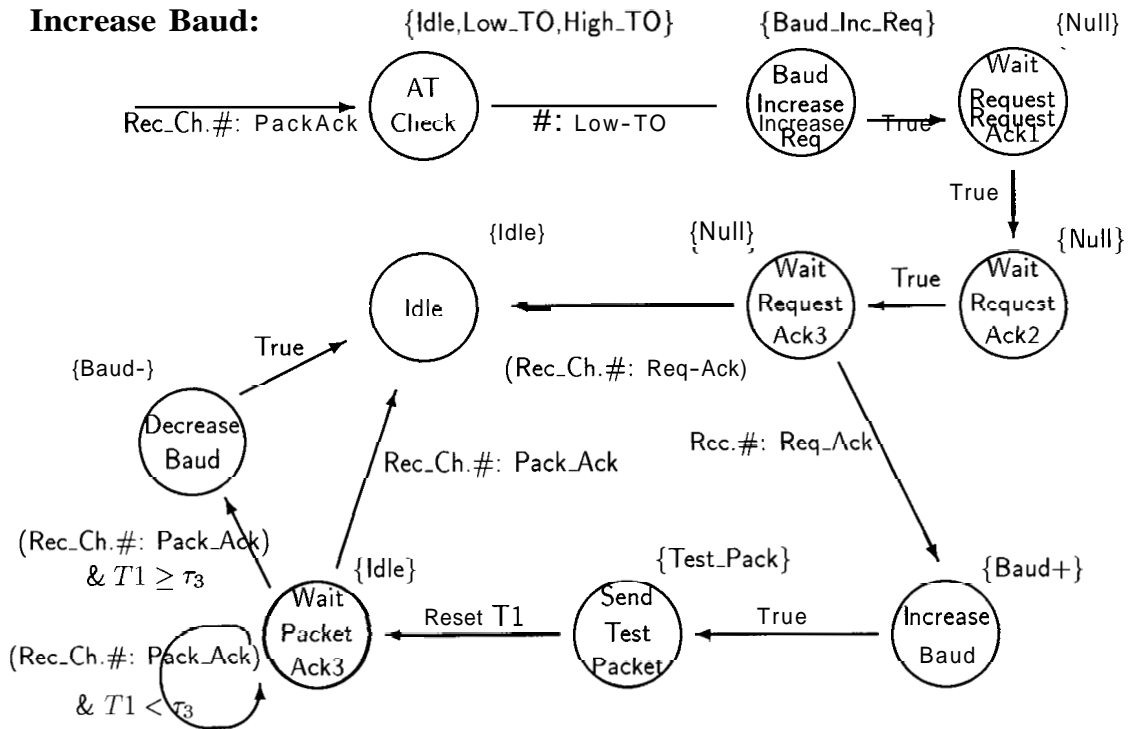 Increase Baud:
{Idle,Low_TO,High_TO}
{Baud_Inc_Req}
{Null}
AT
Check
Baud
Increase
Increase
Req
Wait
Request
Request
Ack1
Rec_Ch.#: PackAck
#: Low-TO
True
True
{Idle}
{Null}
{Null}
Idle
Wait
Request
Ack3
True
Wait
Request
Ack2
True
{Baud-}
(Rec_Ch.#: Req-Ack)
Decrease
Baud
Rec_Ch.#: Pack_Ack
Rec.#: Req_Ack
(Rec_Ch.#: Pack_Ack)
& T1 ≥ τ3
{Idle}
{Test_Pack}
{Baud+}
Wait
Packet
Ack3
Reset T1
Send
Test
Packet
True
Increase
Baud
(Rec_Ch.#: Pack_Ack)
& T1 < τ3